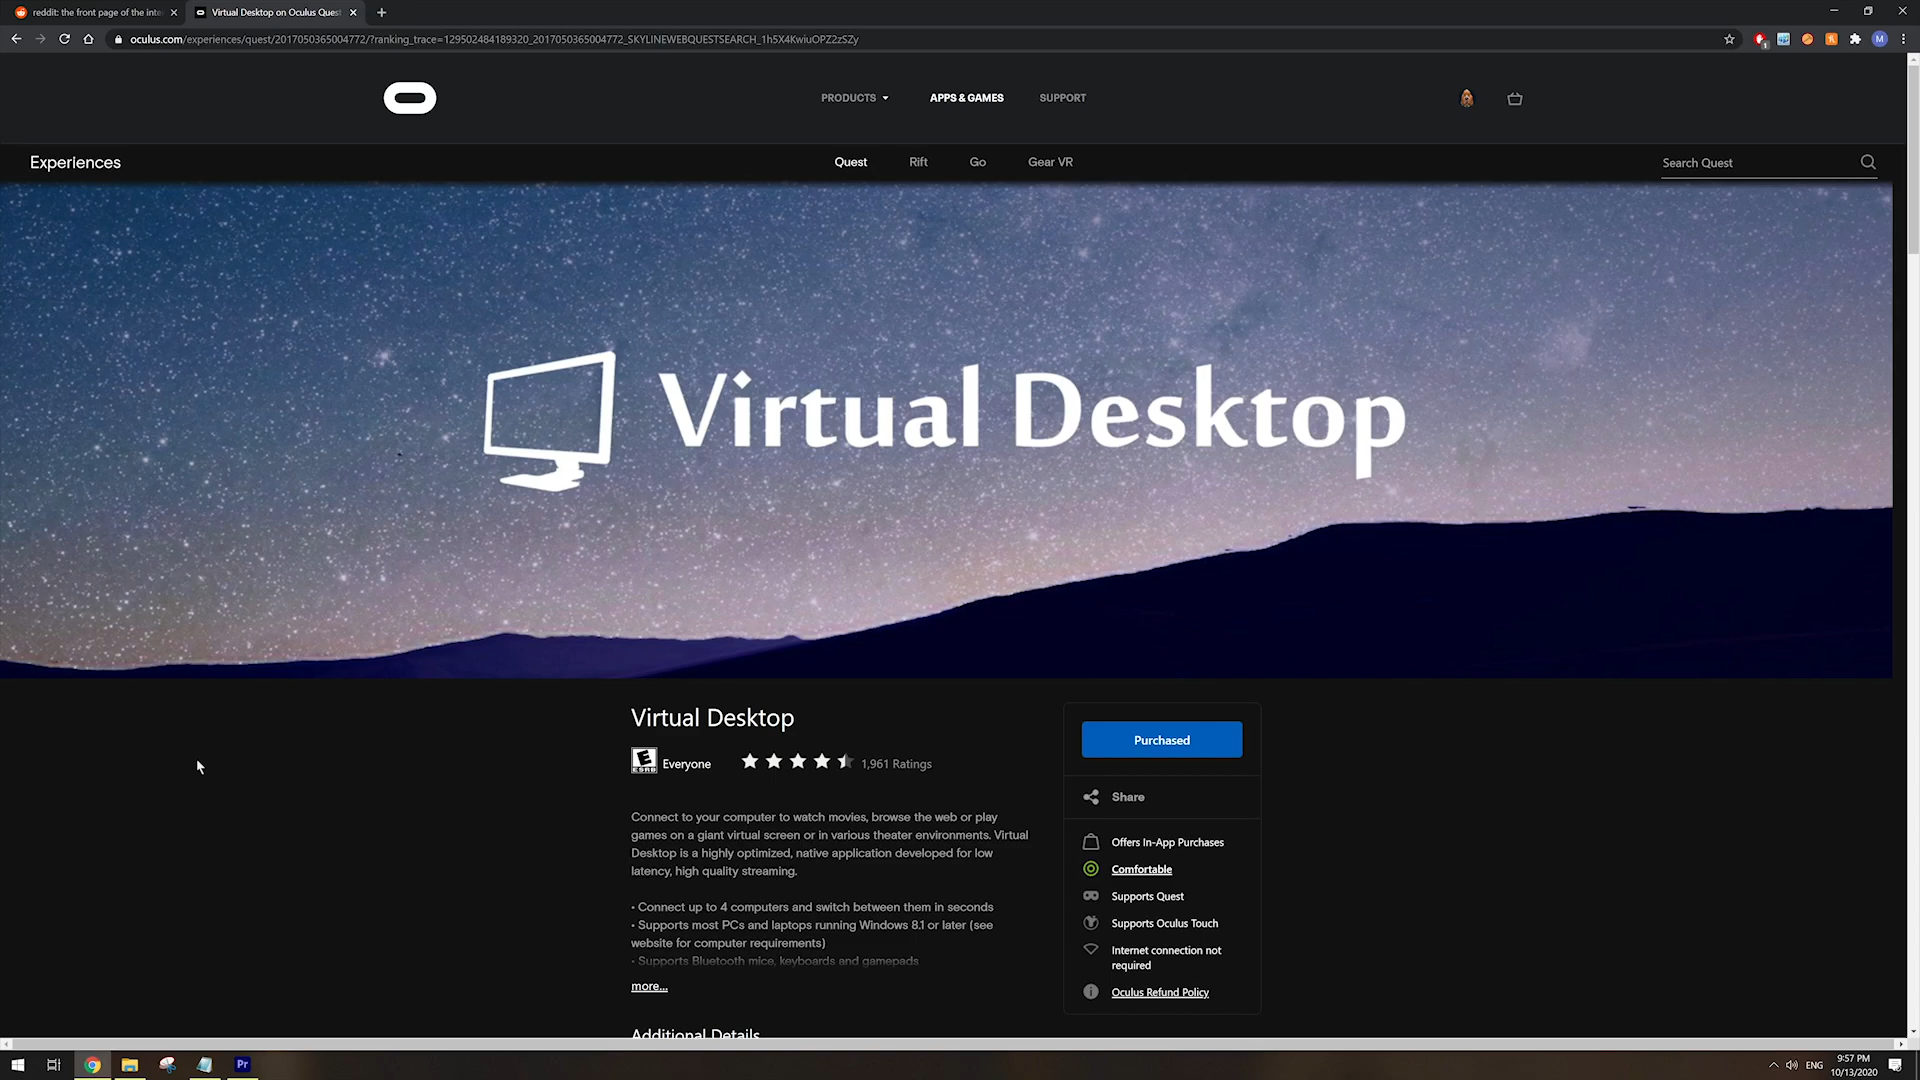 reddit: the front page of the inte
Virtual Desktop on Oculus Quest
oculus.com/experiences/quest/2017050365004772/?ranking_trace=129502484189320_2017050365004772_SKYLINEWEBQUESTSEARCH_1h5X4KwiuOPZ2zSZy
1
M
PRODUCTS
APPS & GAMES
SUPPORT
Experiences
Quest
Rift
Go
Gear VR
Search Quest
Virtual Desktop
Virtual Desktop
E
ESRB
Everyone
1,961 Ratings
Purchased
Share
Connect to your computer to watch movies, browse the web or play
games on a giant virtual screen or in various theater environments. Virtual
Desktop is a highly optimized, native application developed for low
latency, high quality streaming.
• Connect up to 4 computers and switch between them in seconds
• Supports most PCs and laptops running Windows 8.1 or later (see
website for computer requirements)
• Supports Bluetooth mice, keyboards and gamepads
more...
Offers In-App Purchases
Comfortable
Supports Quest
Supports Oculus Touch
Internet connection not
required
Oculus Refund Policy
Additional Details
Pr
ENG
9:57 PM
10/13/2020